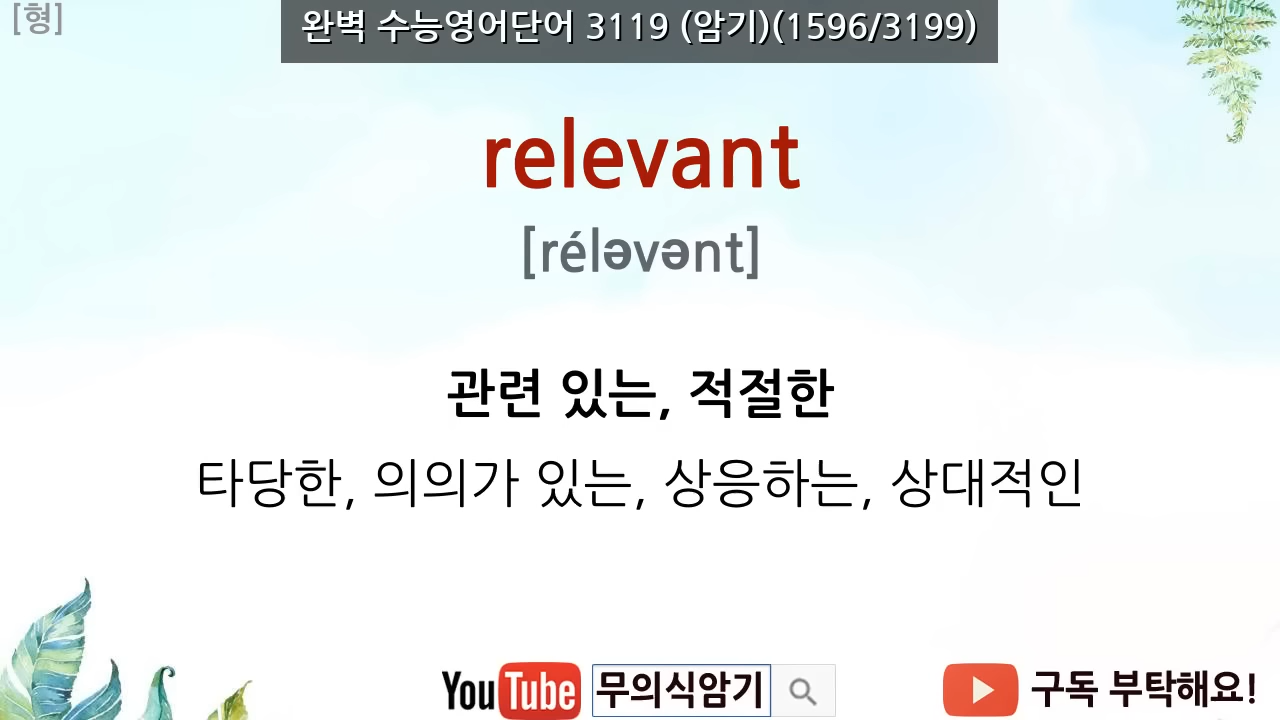 [형]
완벽 수능영어단어 3119 (암기)(1596/3199)
relevant
[réləvənt]
관련 있는, 적절한
타당한, 의의가 있는, 상응하는, 상대적인
YouTube 무의식암기 구독 부탁해요!